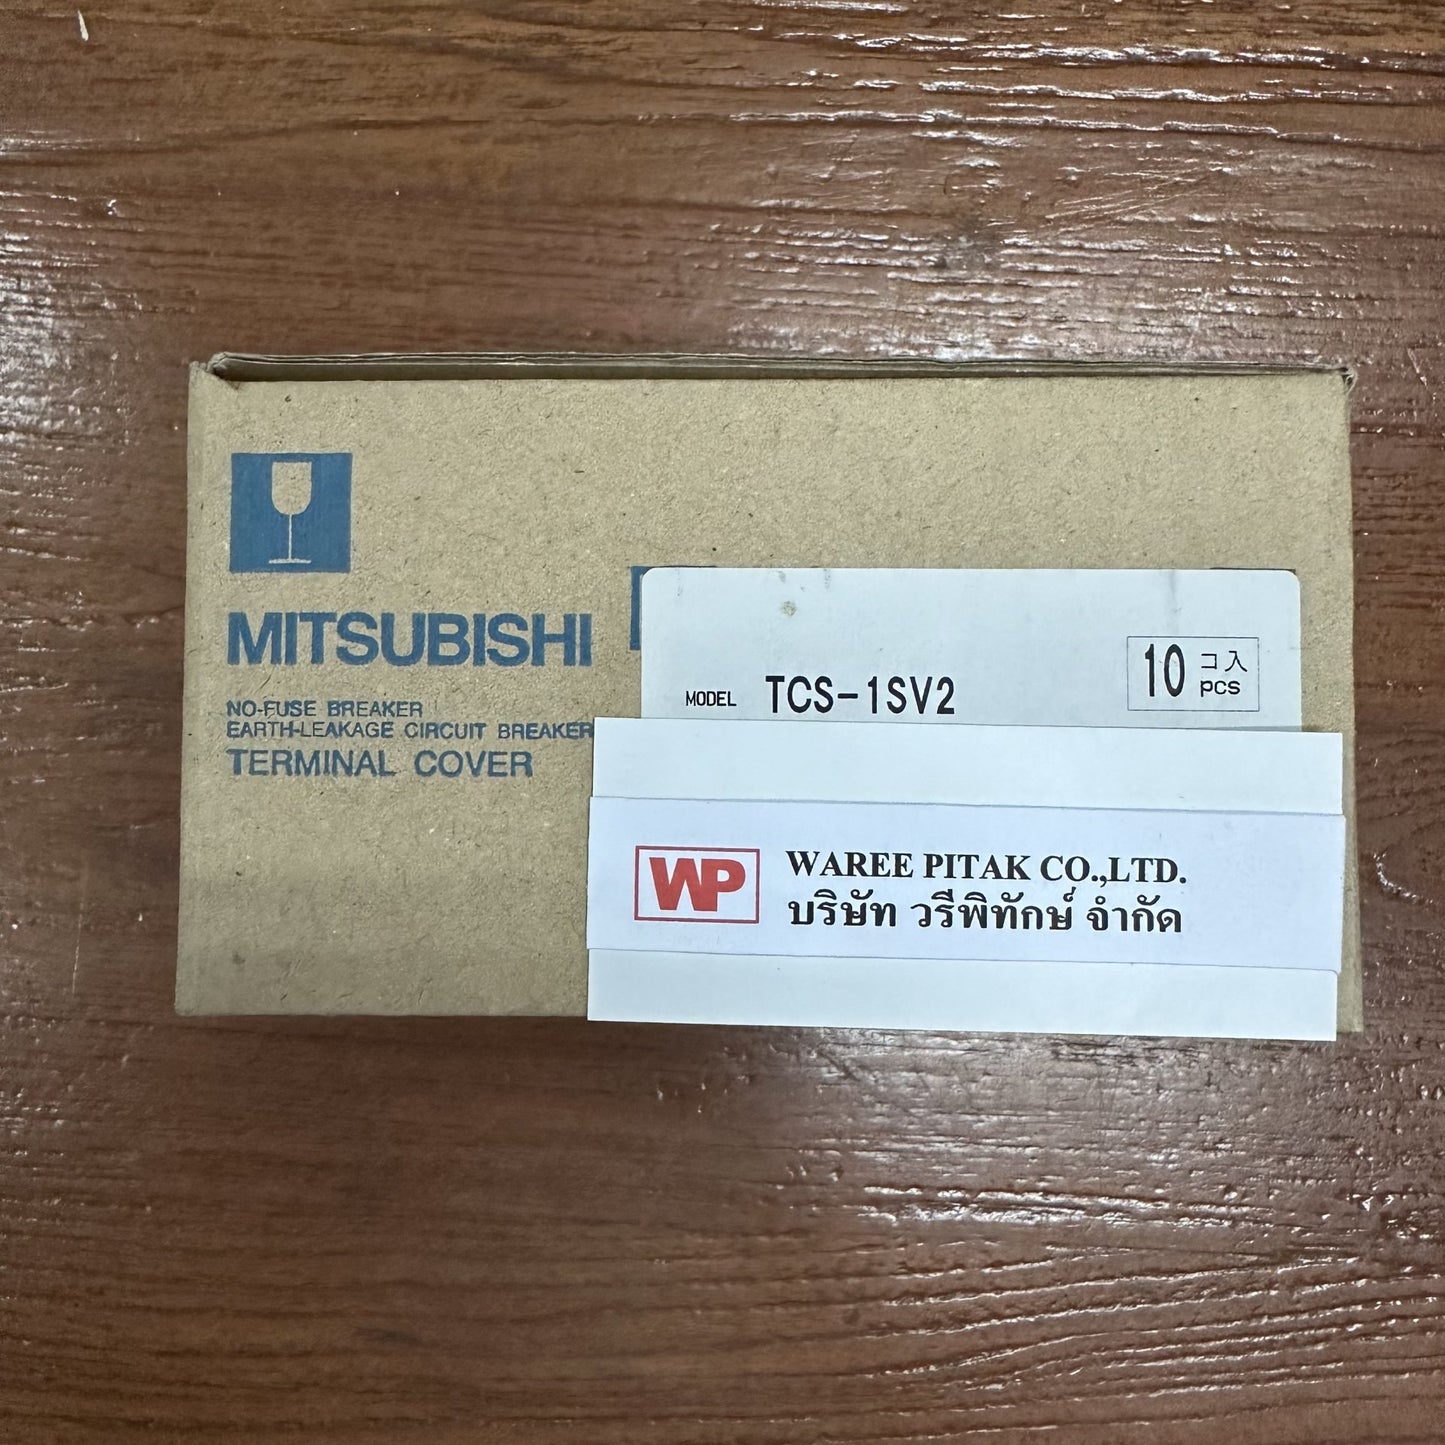 MITSUBISHI
NO-FUSE BREAKER
EARTH-LEAKAGE CIRCUIT BREAKER
TERMINAL COVER
MODEL TCS-1SV2
10 コ入
pcs
WP
WAREE PITAK CO.,LTD.
บริษัท วรีพิทักษ์ จำกัด